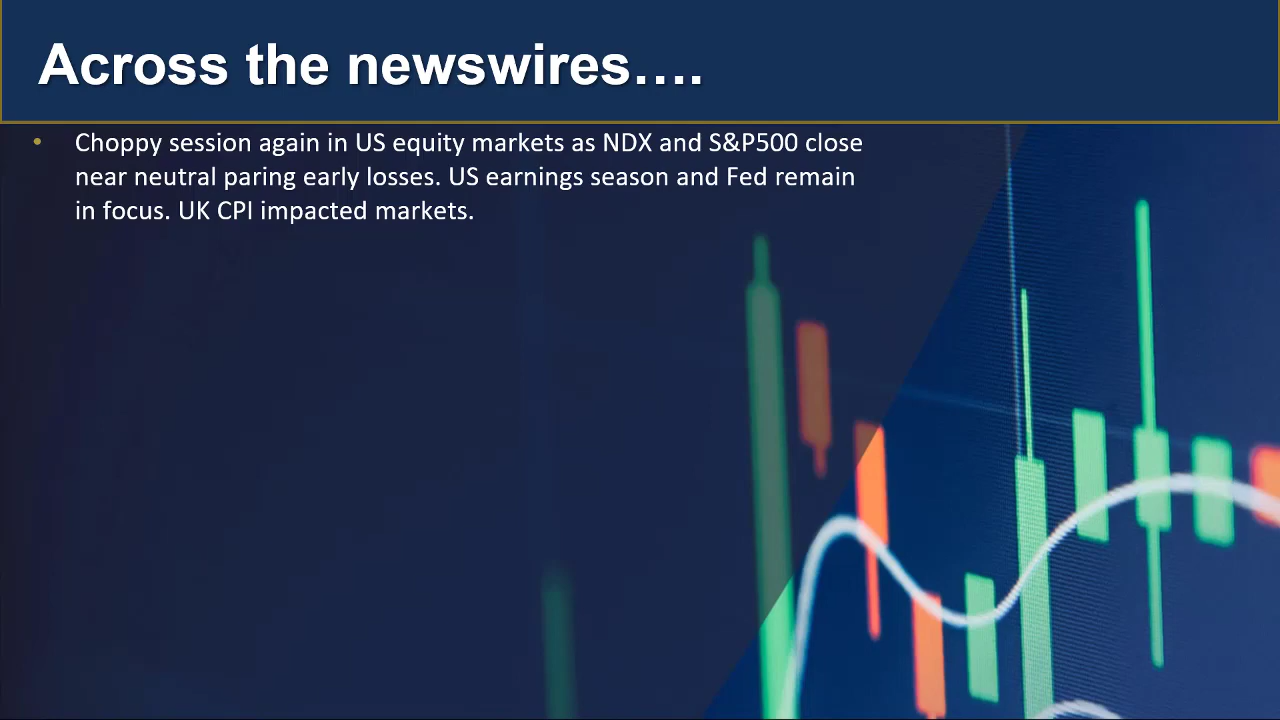 Across the newswires….
• Choppy session again in US equity markets as NDX and S&P500 close
near neutral paring early losses. US earnings season and Fed remain
in focus. UK CPI impacted markets.